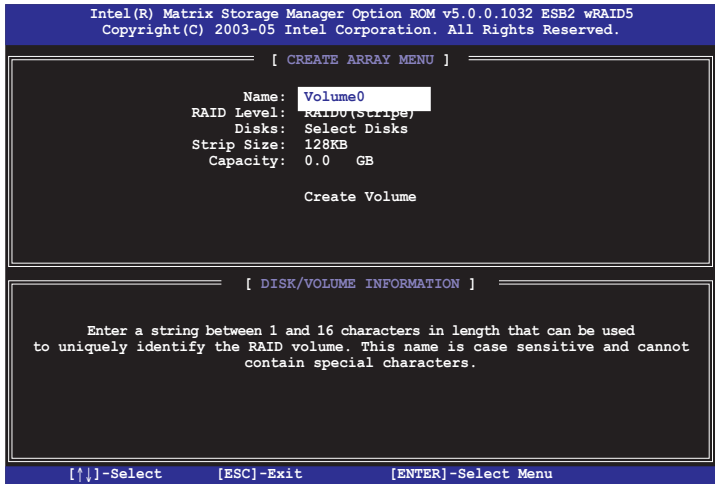 Intel(R) Matrix Storage Manager Option ROM v5.0.0.1032 ESB2 wRAID5
Copyright(C) 2003-05 Intel Corporation. All Rights Reserved.
[ CREATE ARRAY MENU ]
Name: Volume0
RAID Level: RAID0(Stripe)
Disks: Select Disks
Strip Size: 128KB
Capacity: 0.0 GB
Create Volume
[ DISK/VOLUME INFORMATION ]
Enter a string between 1 and 16 characters in length that can be used
to uniquely identify the RAID volume. This name is case sensitive and cannot
contain special characters.
[↑↓]-Select [ESC]-Exit [ENTER]-Select Menu